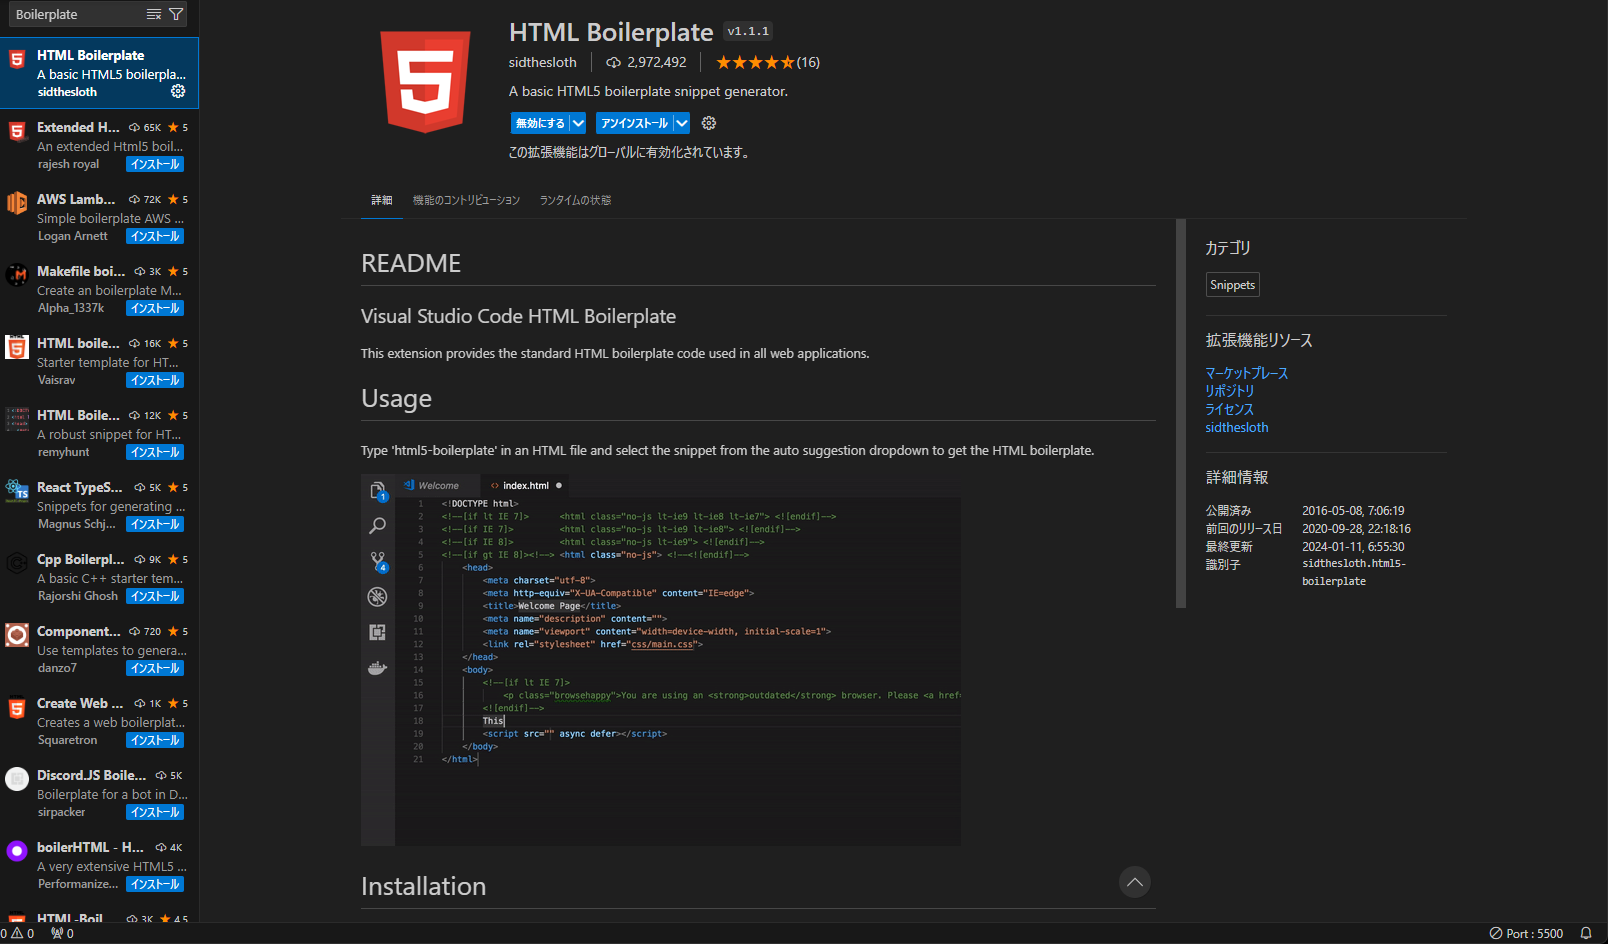 Boilerplate
HTML Boilerplate
A basic HTML5 boilerpla...
sidthesloth
Extended H... 65K ★ 5
An extended Html5 boil...
rajesh royal インストール
AWS Lamb... 72K ★ 5
Simple boilerplate AWS ...
Logan Arnett インストール
Makefile boi... 3K ★ 5
Create an boilerplate M...
Alpha_1337k インストール
HTML boile... 16K ★ 5
Starter template for HT...
Vaisrav インストール
HTML Boile... 12K ★ 5
A robust snippet for HT...
remyhunt インストール
React TypeS... 5K ★ 5
Snippets for generating ...
Magnus Schj... インストール
Cpp Boilerpl... 9K ★ 5
A basic C++ starter tem...
Rajorshi Ghosh インストール
Component... 720 ★ 5
Use templates to genera...
danzo7 インストール
Create Web ... 1K ★ 5
Creates a web boilerplat...
Squaretron インストール
Discord.JS Boile... 5K
Boilerplate for a bot in D...
sirpacker インストール
boilerHTML - H... 4K
A very extensive HTML5 ...
Performanize... インストール
HTML-Boil 3K ★ 4.5
HTML Boilerplate v1.1.1
sidthesloth 2,972,492 (16)
A basic HTML5 boilerplate snippet generator.
無効にする アンインストール
この拡張機能はグローバルに有効化されています。
詳細 機能のコントリビューション ランタイムの状態
README
Visual Studio Code HTML Boilerplate
This extension provides the standard HTML boilerplate code used in all web applications.
Usage
Type 'html5-boilerplate' in an HTML file and select the snippet from the auto suggestion dropdown to get the HTML boilerplate.
1
4
Welcome <> index.html
1 <!DOCTYPE html>
2 <!--[if lt IE 7]> <html class="no-js lt-ie9 lt-ie8 lt-ie7"> <![endif]-->
3 <!--[if IE 7]> <html class="no-js lt-ie9 lt-ie8"> <![endif]-->
4 <!--[if IE 8]> <html class="no-js lt-ie9"> <![endif]-->
5 <!--[if gt IE 8]><!--> <html class="no-js"> <!--<![endif]-->
6 <head>
7 <meta charset="utf-8">
8 <meta http-equiv="X-UA-Compatible" content="IE=edge">
9 <title>Welcome Page</title>
10 <meta name="description" content="">
11 <meta name="viewport" content="width=device-width, initial-scale=1">
12 <link rel="stylesheet" href="css/main.css">
13 </head>
14 <body>
15 <!--[if lt IE 7]>
16 <p class="browsehappy">You are using an <strong>outdated</strong> browser. Please <a href=
17 <![endif]-->
18 This
19 <script src="" async defer></script>
20 </body>
21 </html>
Installation
カテゴリ
Snippets
拡張機能リソース
マーケットプレース
リポジトリ
ライセンス
sidthesloth
詳細情報
公開済み 2016-05-08, 7:06:19
前回のリリース日 2020-09-28, 22:18:16
最終更新 2024-01-11, 6:55:30
識別子 sidthesloth.html5-
boilerplate
0 0 0 Port : 5500